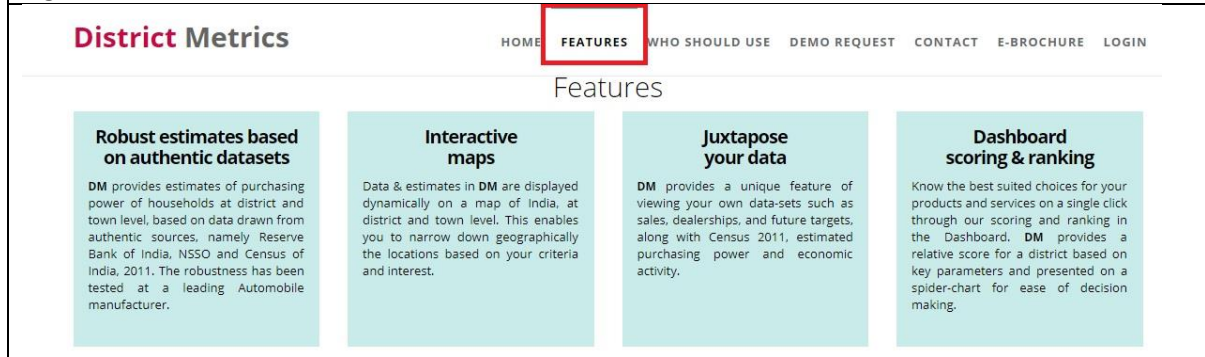 District Metrics
HOME FEATURES WHO SHOULD USE DEMO REQUEST CONTACT E-BROCHURE LOGIN
Features
Robust estimates based
on authentic datasets
DM provides estimates of purchasing
power of households at district and
town level, based on data drawn from
authentic sources, namely Reserve
Bank of India, NSSO and Census of
India, 2011. The robustness has been
tested at a leading Automobile
manufacturer.
Interactive
maps
Data & estimates in DM are displayed
dynamically on a map of India, at
district and town level. This enables
you to narrow down geographically
the locations based on your criteria
and interest.
Juxtapose
your data
DM provides a unique feature of
viewing your own data-sets such as
sales, dealerships, and future targets,
along with Census 2011, estimated
purchasing power and economic
activity.
Dashboard
scoring & ranking
Know the best suited choices for your
products and services on a single click
through our scoring and ranking in
the Dashboard. DM provides a
relative score for a district based on
key parameters and presented on a
spider-chart for ease of decision
making.